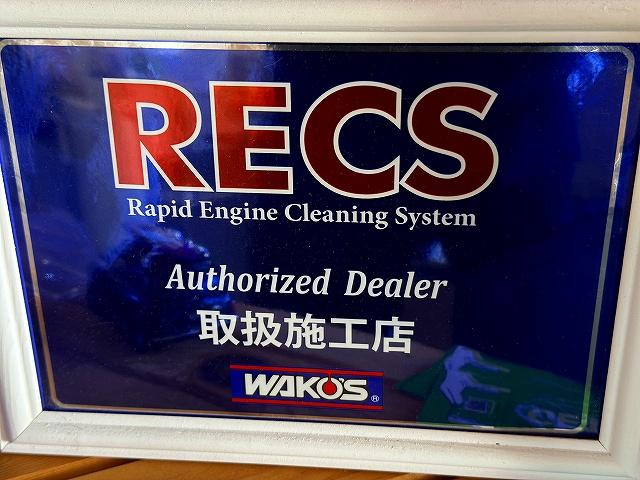 RECS
Rapid Engine Cleaning System
Authorized Dealer
取扱施工店
WAKO'S ®